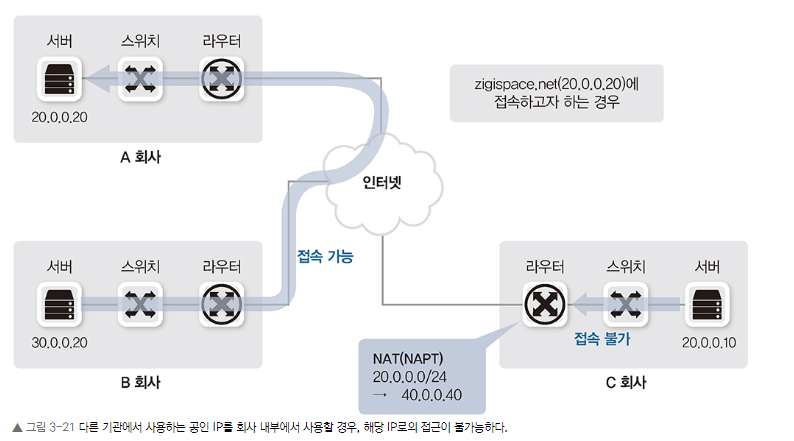 서버 스위치 라우터
20.0.0.20
A 회사
zigispace.net(20.0.0.20)에
접속하고자 하는 경우
인터넷
접속 가능
서버 스위치 라우터
30.0.0.20
B 회사
라우터 스위치 서버
접속 불가
20.0.0.10
C 회사
NAT(NAPT)
20.0.0.0/24
→ 40.0.0.40
▲ 그림 3-21 다른 기관에서 사용하는 공인 IP를 회사 내부에서 사용할 경우, 해당 IP로의 접근이 불가능하다.